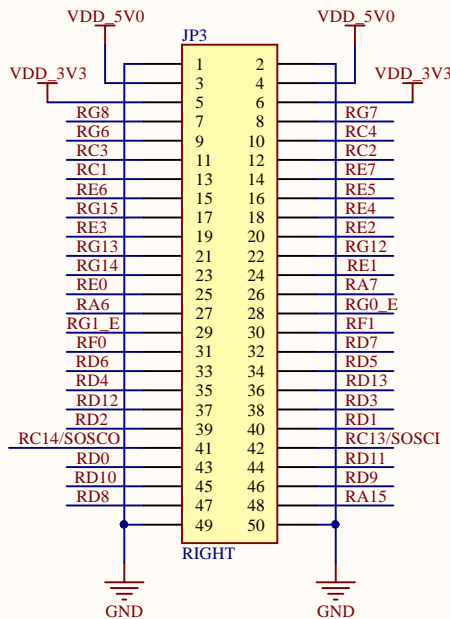 VDD_5V0 VDD_5V0
JP3
VDD_3V3 1 2 VDD_3V3
3 4
5 6
RG8 7 8 RG7
RG6 9 10 RC4
RC3 11 12 RC2
RC1 13 14 RE7
RE6 15 16 RE5
RG15 17 18 RE4
RE3 19 20 RE2
RG13 21 22 RG12
RG14 23 24 RE1
RE0 25 26 RA7
RA6 27 28 RG0_E
RG1_E 29 30 RF1
RF0 31 32 RD7
RD6 33 34 RD5
RD4 35 36 RD13
RD12 37 38 RD3
RD2 39 40 RD1
RC14/SOSCO 41 42 RC13/SOSCI
RD0 43 44 RD11
RD10 45 46 RD9
RD8 47 48 RA15
49 50
RIGHT
GND GND